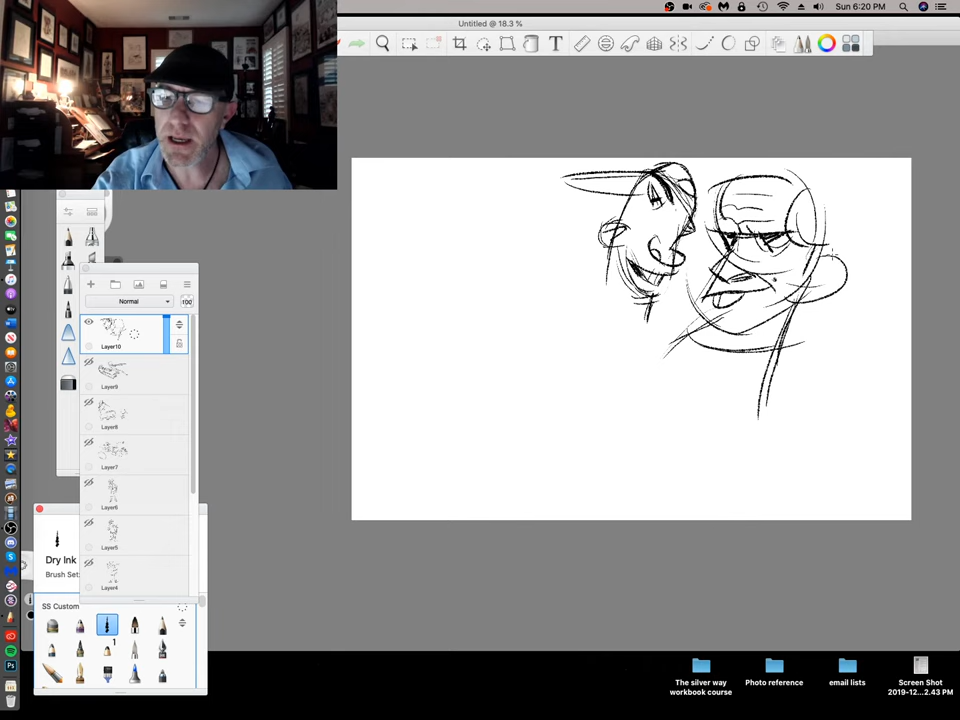 Sun 6:20 PM
Untitled @ 18.3 %
T
Normal
100
Layer10
Layer9
Layer8
Layer7
Layer6
Layer5
Layer4
Dry Ink
Brush Set:
SS Custom
1
Ps
The silver way
workbook course
Photo reference
email lists
Screen Shot
2019-12...2.43 PM